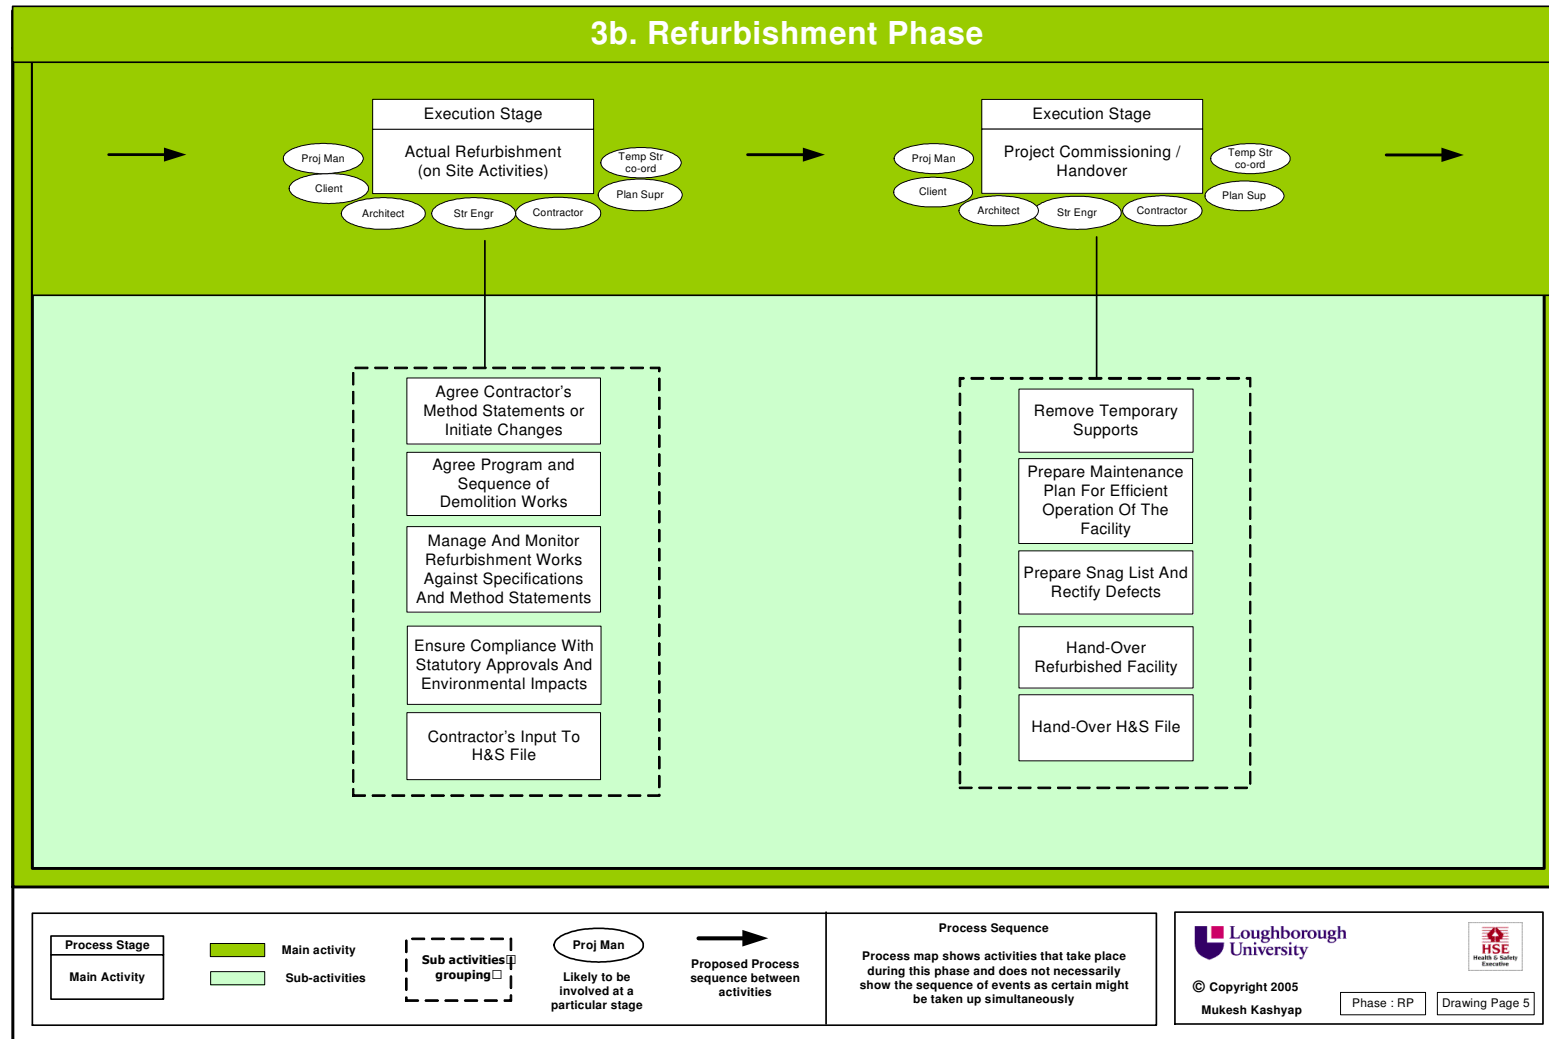 3b. Refurbishment Phase
Execution Stage
Actual Refurbishment
(on Site Activities)
Proj Man
Client
Architect
Str Engr
Contractor
Temp Str
co-ord
Plan Supr
Execution Stage
Project Commissioning /
Handover
Proj Man
Client
Architect
Str Engr
Contractor
Temp Str
co-ord
Plan Sup
Agree Contractor's
Method Statements or
Initiate Changes
Agree Program and
Sequence of
Demolition Works
Manage And Monitor
Refurbishment Works
Against Specifications
And Method Statements
Ensure Compliance With
Statutory Approvals And
Environmental Impacts
Contractor's Input To
H&S File
Remove Temporary
Supports
Prepare Maintenance
Plan For Efficient
Operation Of The
Facility
Prepare Snag List And
Rectify Defects
Hand-Over
Refurbished Facility
Hand-Over H&S File
Process Stage
Main Activity
Main activity
Sub-activities
Sub activities
grouping
Proj Man
Likely to be
involved at a
particular stage
Proposed Process
sequence between
activities
Process Sequence
Process map shows activities that take place
during this phase and does not necessarily
show the sequence of events as certain might
be taken up simultaneously
Loughborough
University
HSE
Health & Safety
Executive
© Copyright 2005
Mukesh Kashyap
Phase : RP
Drawing Page 5